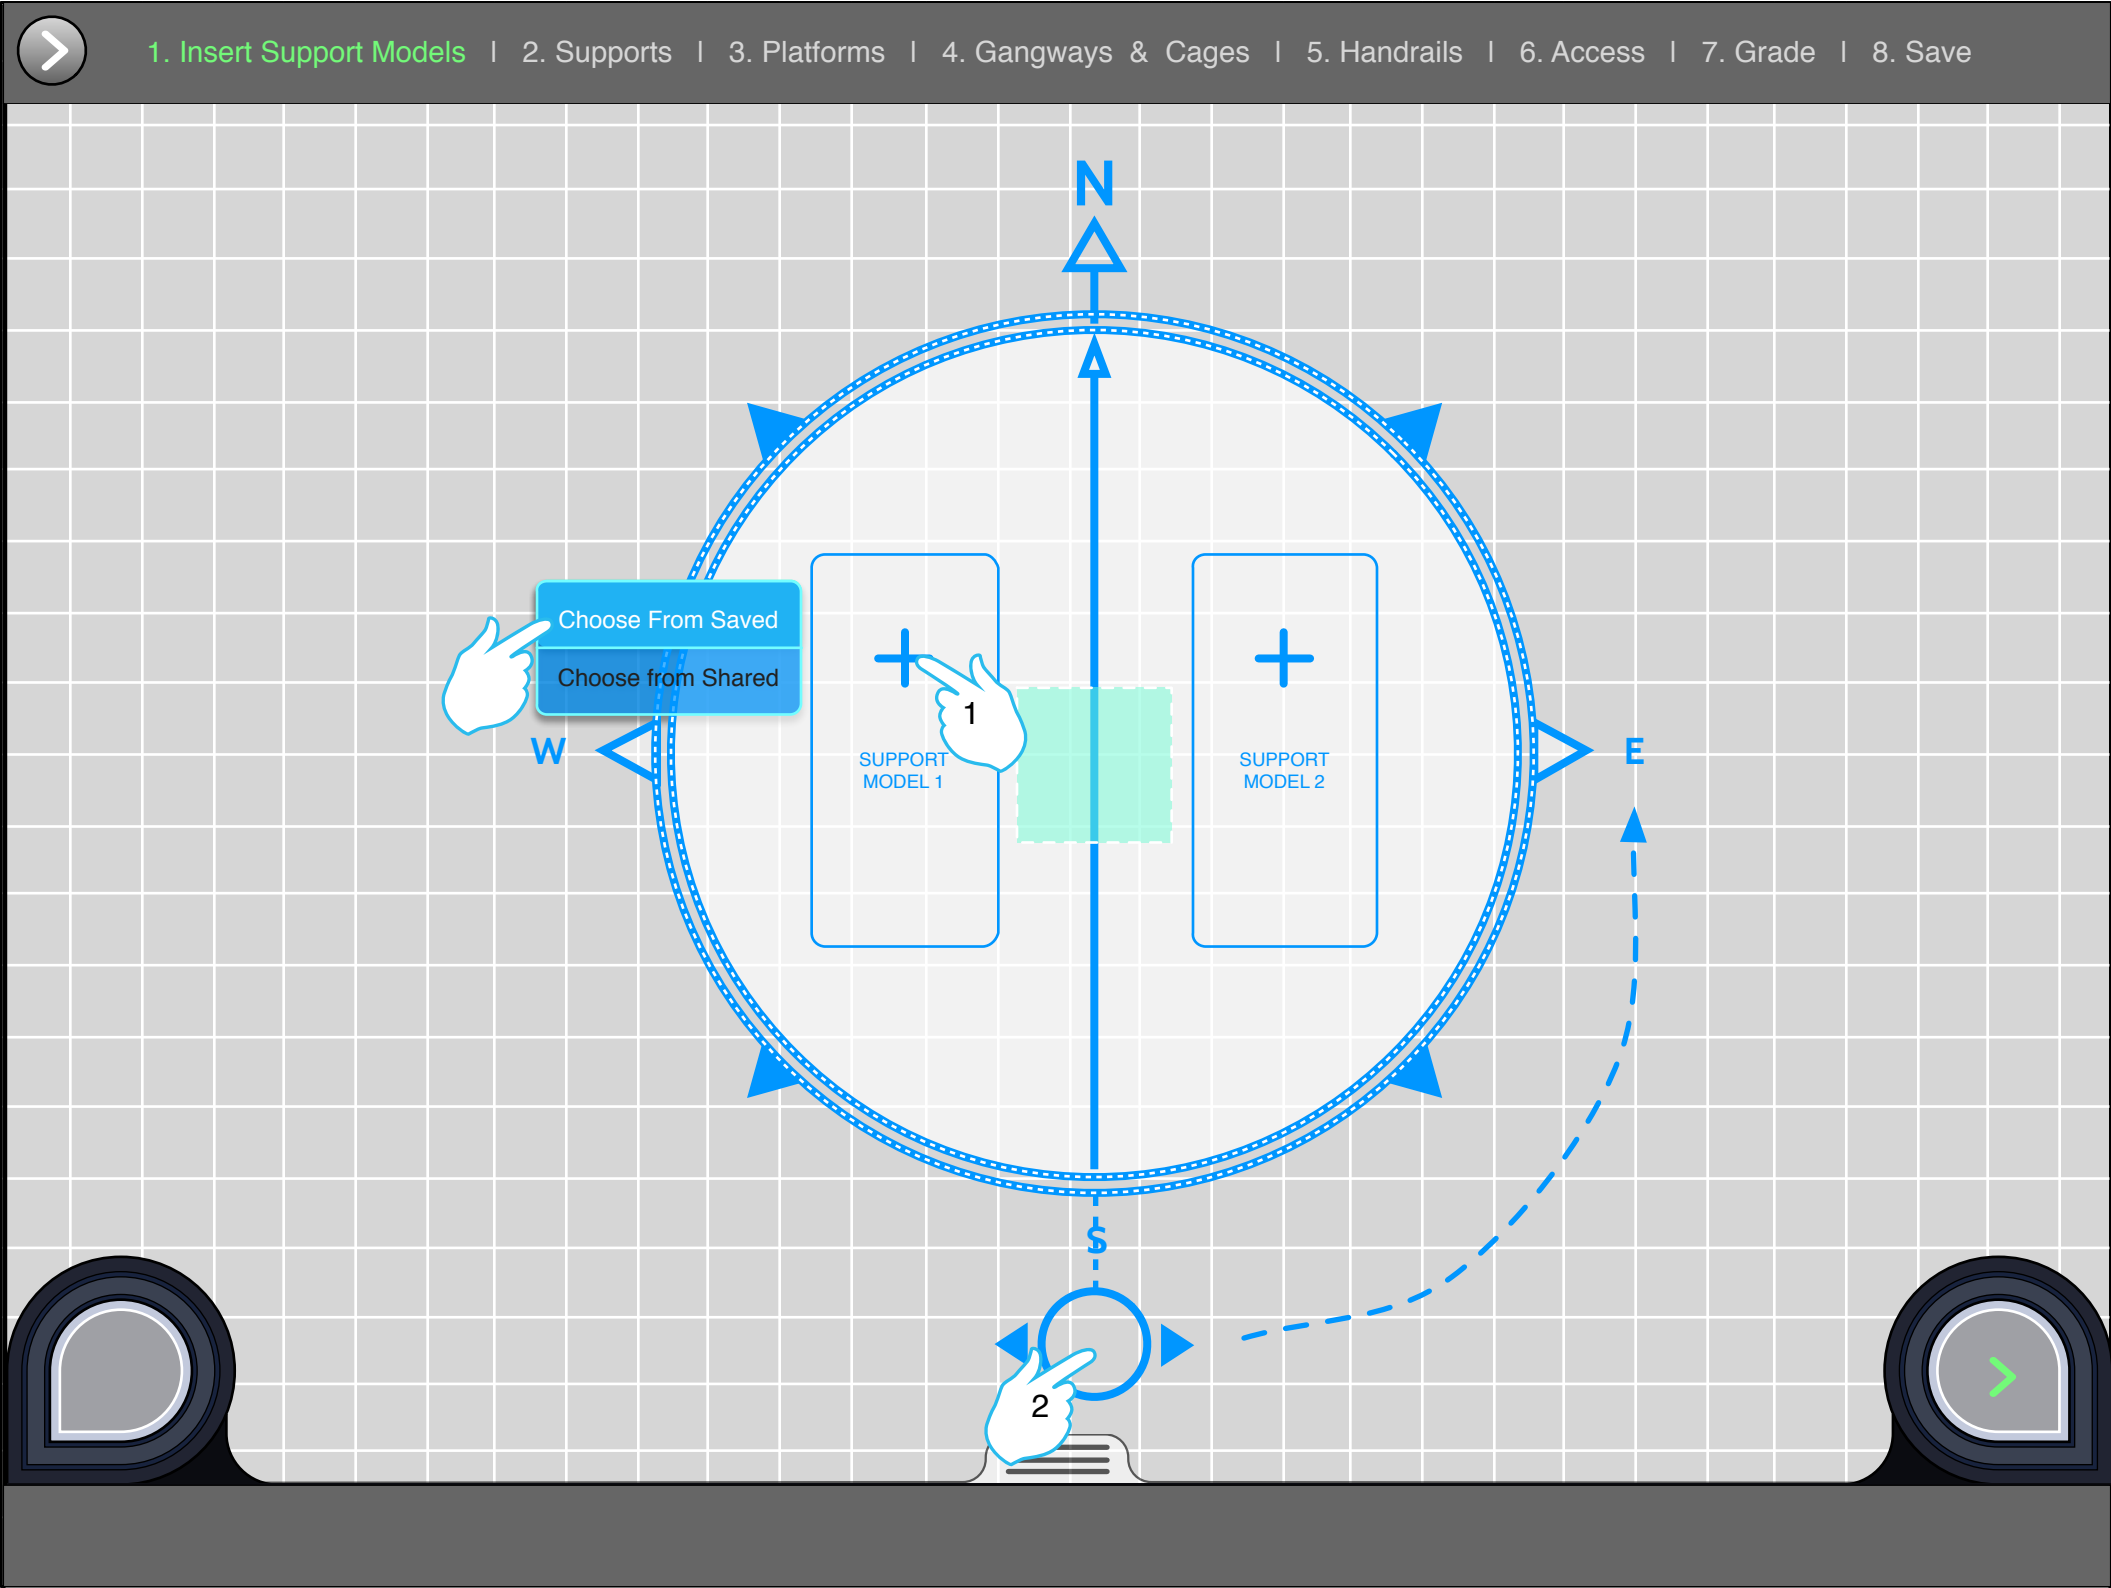 1. Insert Support Models | 2. Supports | 3. Platforms | 4. Gangways & Cages | 5. Handrails | 6. Access | 7. Grade | 8. Save
N
Choose From Saved
Choose from Shared
1
W
SUPPORT
MODEL 1
SUPPORT
MODEL 2
E
S
2